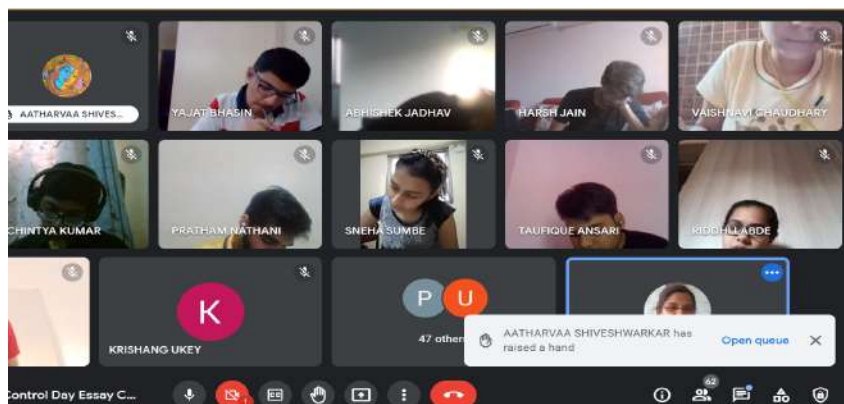 AATHARVAA SHIVES...
YAJAT BHASIN
ABHISHEK JADHAV
HARSH JAIN
VAISHNAVI CHAUDHARY
CHINTYA KUMAR
PRATHAM NATHANI
SNEHA SUMBE
TAUFIQUE ANSARI
RIDDHI LABDE
K
KRISHANG UKEY
P U
47 other
AATHARVAA SHIVESHWARKAR has
raised a hand
Open queue
62
Control Day Essay C...